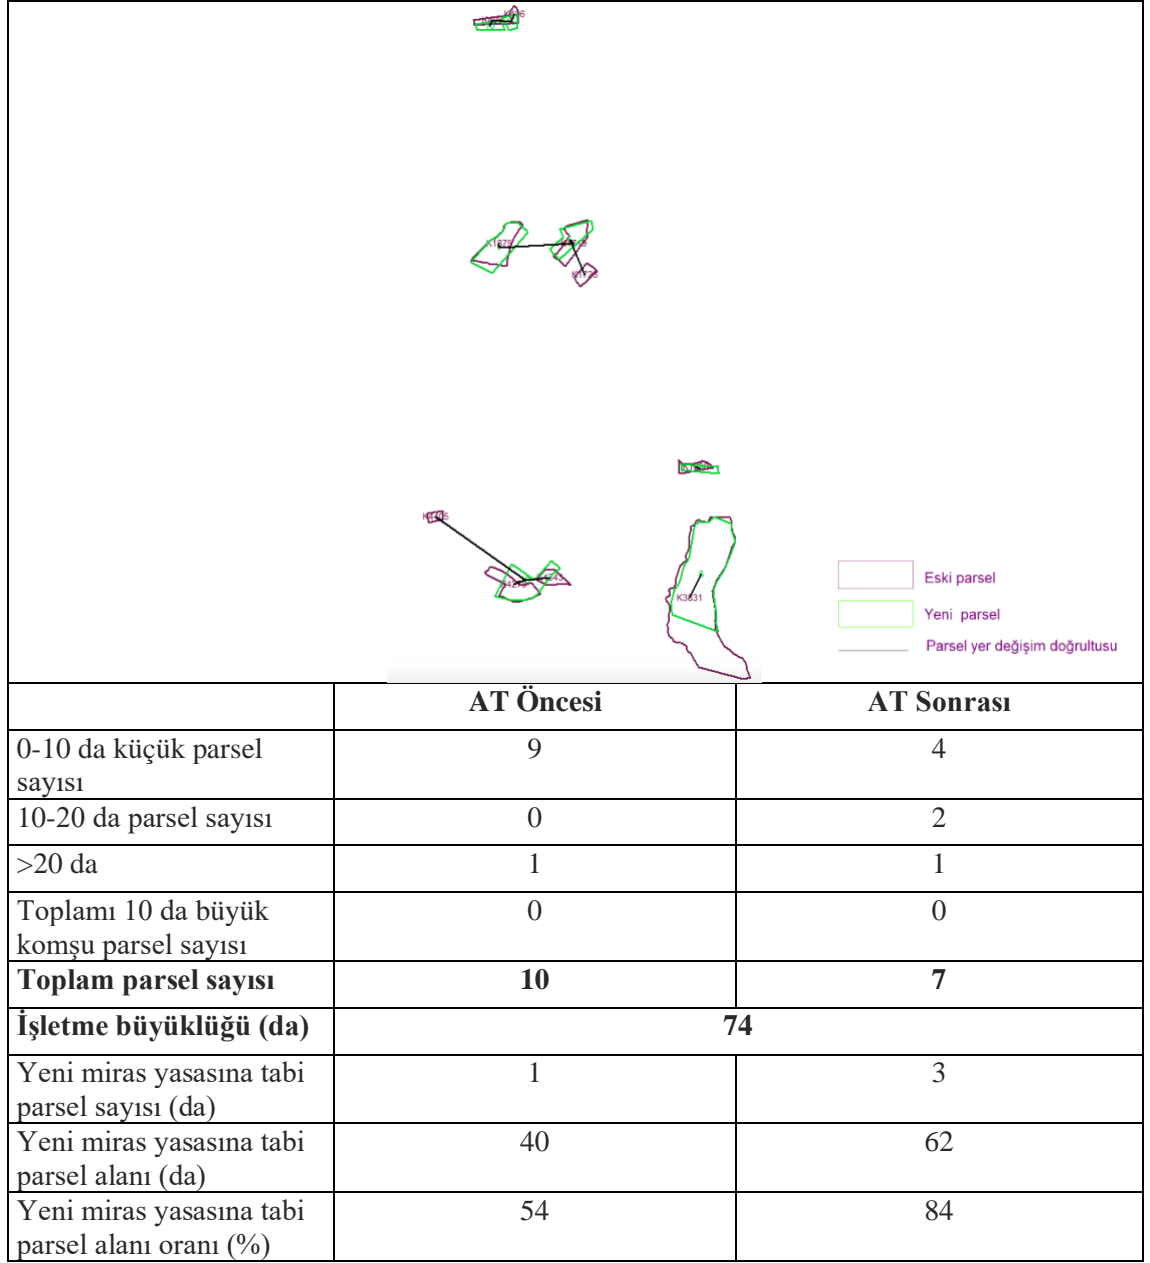 K1728
K3831
Eski parsel
Yeni parsel
Parsel yer değişim doğrultusu
AT Öncesi AT Sonrası
0-10 da küçük parsel
sayısı
9 4
10-20 da parsel sayısı 0 2
>20 da 1 1
Toplamı 10 da büyük
komşu parsel sayısı
0 0
Toplam parsel sayısı 10 7
İşletme büyüklüğü (da) 74
Yeni miras yasasına tabi
parsel sayısı (da)
1 3
Yeni miras yasasına tabi
parsel alanı (da)
40 62
Yeni miras yasasına tabi
parsel alanı oranı (%)
54 84